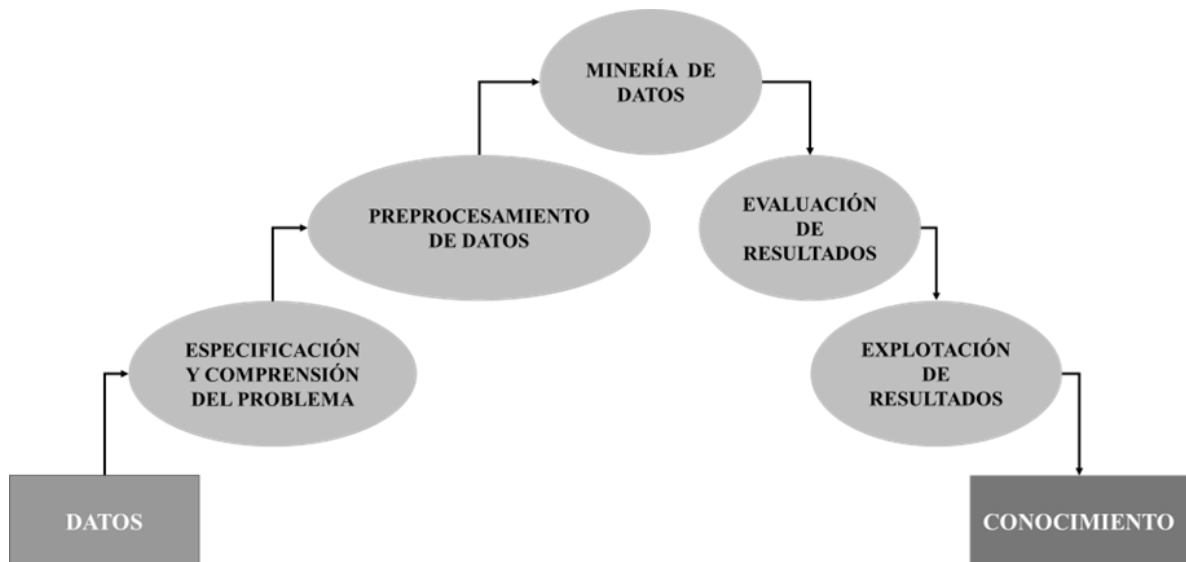 MINERÍA DE
DATOS
PREPROCESAMIENTO
DE DATOS
EVALUACIÓN
DE
RESULTADOS
ESPECIFICACIÓN
Y COMPRENSIÓN
DEL PROBLEMA
EXPLOTACIÓN
DE
RESULTADOS
DATOS
CONOCIMIENTO